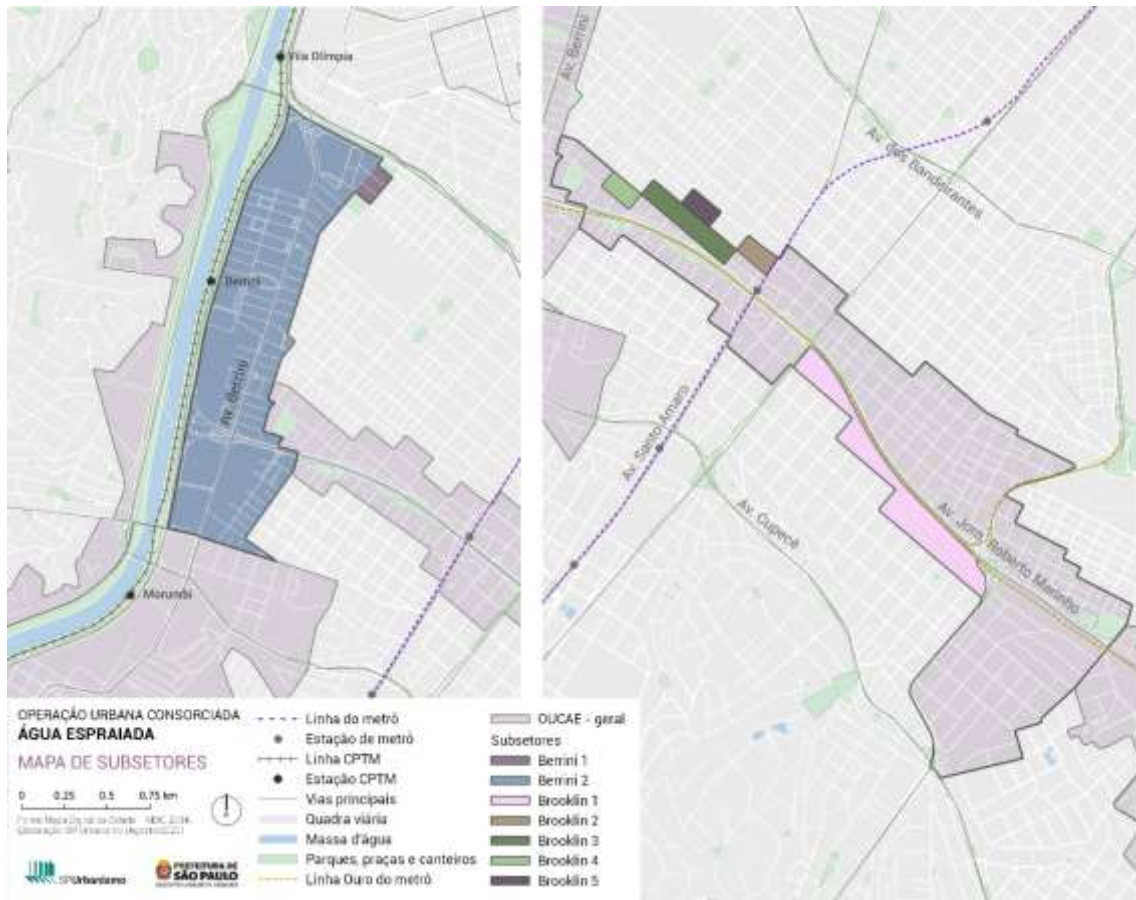 Vila Olímpia
Berrini
Av. Berrini
Morumbi
Av. Berrini
Av. dos Bandeirantes
Av. Santo Amaro
Av. Cupecê
Av. Jorn. Roberto Marinho
OPERAÇÃO URBANA CONSORCIADA
ÁGUA ESPRAIADA
MAPA DE SUBSETORES
0 0.25 0.5 0.75 km
Linha do metrô
Estação de metrô
Linha CPTM
Estação CPTM
Vias principais
Quadra viária
Massa d'água
Parques, praças e canteiros
Linha Ouro do metrô
OUCAE - geral
Subsetores
Berrini 1
Berrini 2
Brooklin 1
Brooklin 2
Brooklin 3
Brooklin 4
Brooklin 5
SPUrbanismo
PREFEITURA DE
SÃO PAULO